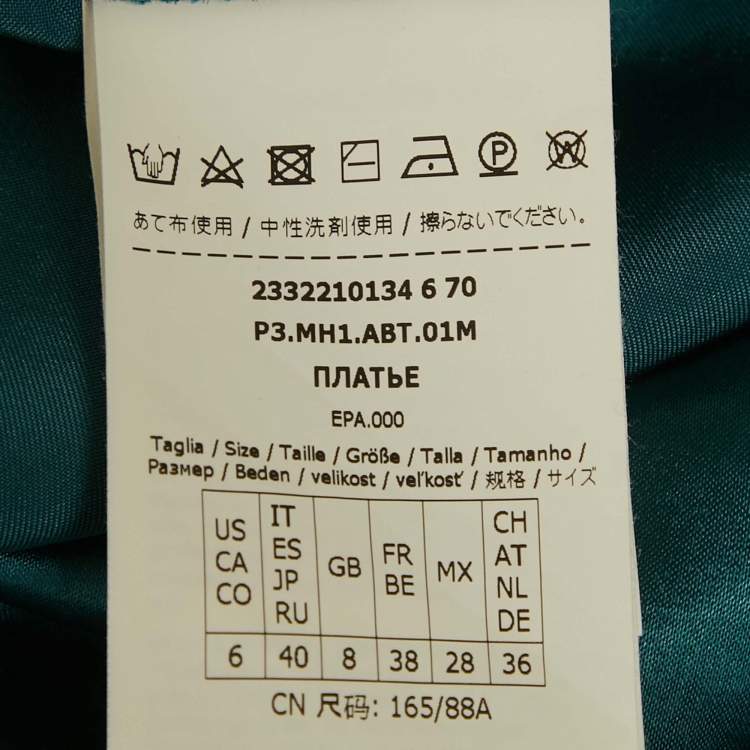 あて布使用 / 中性洗剤使用 / 擦らないでください。
2332210134 6 70
P3.MH1.ABT.01M
ПЛАТЬЕ
EPA.000
Taglia / Size / Taille / Größe / Talla / Tamanho /
Размер / Beden / velikost / veľkosť / 规格 / サイズ
US CA CO | IT ES JP RU | GB | FR BE | MX | CH AT NL DE
6 | 40 | 8 | 38 | 28 | 36
CN 尺码: 165/88A